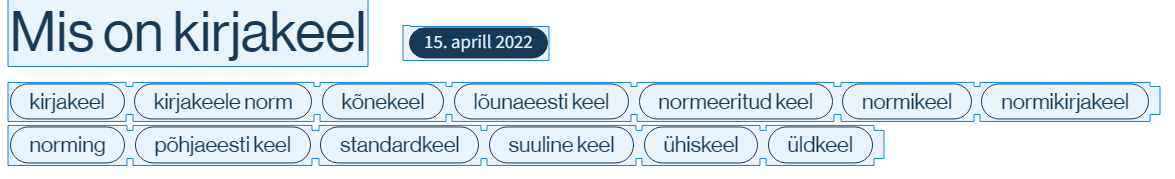 Mis on kirjakeel 15. aprill 2022
kirjakeel kirjakeele norm kõnekeel lõunaeesti keel normeeritud keel normikeel normikirjakeel
norming põhjaeesti keel standardkeel suuline keel ühiskeel üldkeel